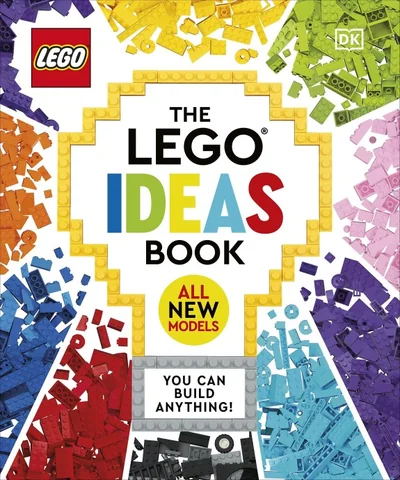 LEGO
DK
THE
LEGO®
IDEAS
BOOK
ALL
NEW
MODELS
YOU CAN
BUILD
ANYTHING!